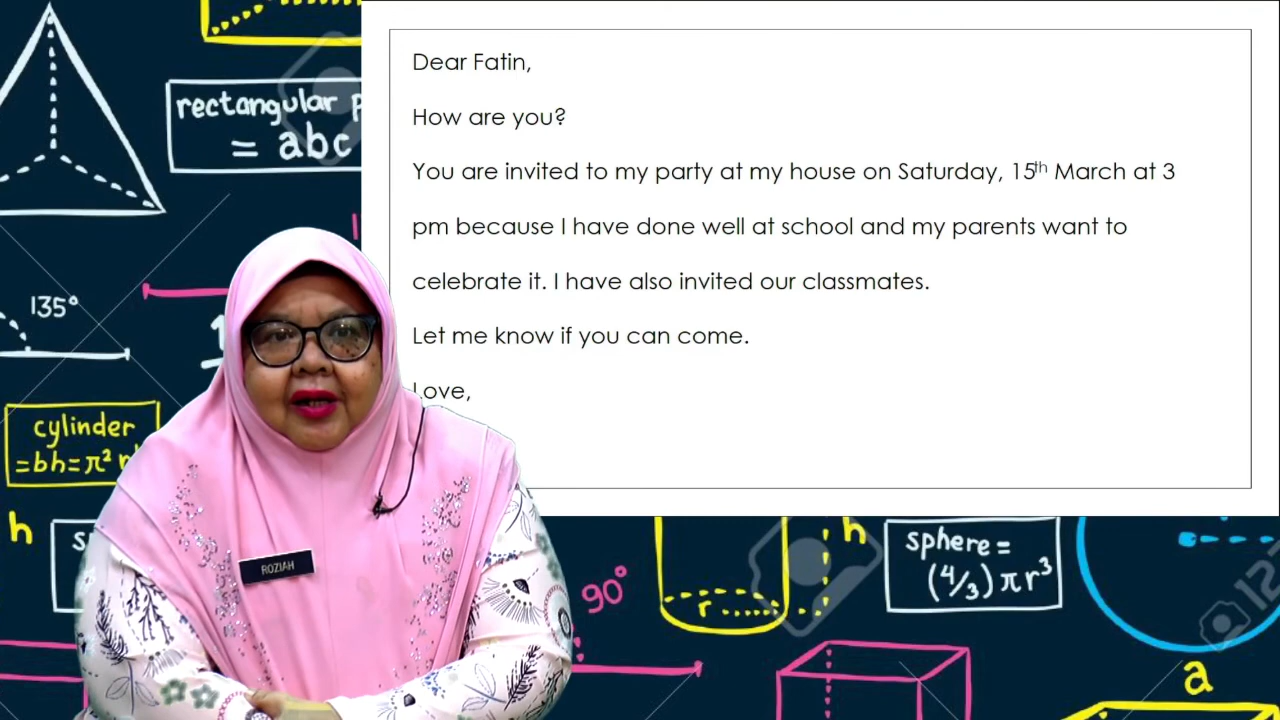 Dear Fatin,
How are you?
You are invited to my party at my house on Saturday, 15th March at 3
pm because I have done well at school and my parents want to
celebrate it. I have also invited our classmates.
Let me know if you can come.
Love,
rectangular
= abc
135°
cylinder
=bh=π²
h
ROZIAH
90°
r
h
sphere =
(4/3) πr³
a